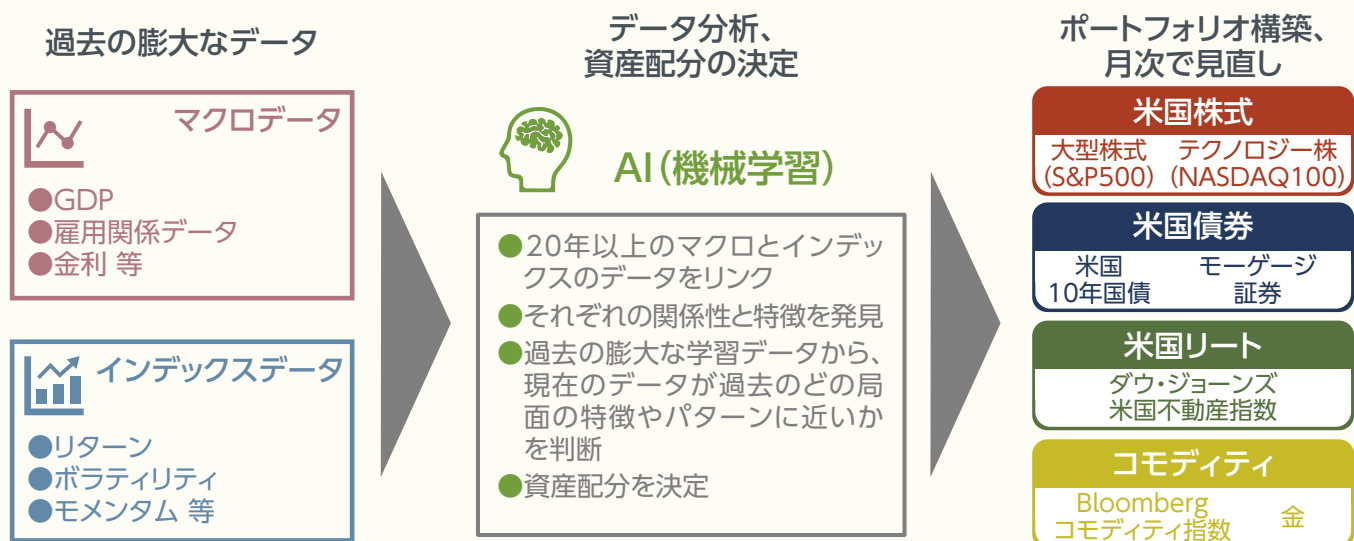 過去の膨大なデータ
マクロデータ
●GDP
●雇用関係データ
●金利 等
インデックスデータ
●リターン
●ボラティリティ
●モメンタム 等
データ分析、
資産配分の決定
AI(機械学習)
●20年以上のマクロとインデッ
クスのデータをリンク
●それぞれの関係性と特徴を発見
●過去の膨大な学習データから、
現在のデータが過去のどの局
面の特徴やパターンに近いか
を判断
●資産配分を決定
ポートフォリオ構築、
月次で見直し
米国株式
大型株式 テクノロジー株
(S&P500) (NASDAQ100)
米国債券
米国 モーゲージ
10年国債 証券
米国リート
ダウ・ジョーンズ
米国不動産指数
コモディティ
Bloomberg
コモディティ指数 金